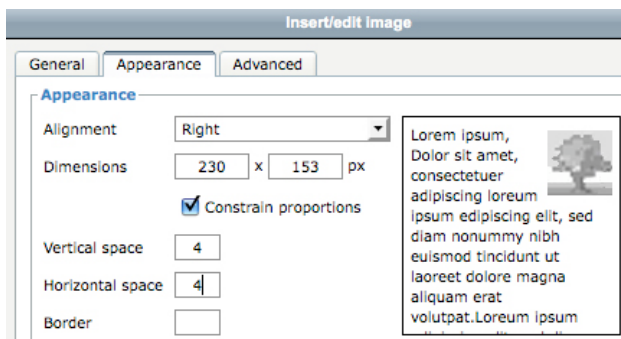 Insert/edit image
General Appearance Advanced
Appearance
Alignment Right
Dimensions 230 x 153 px
Constrain proportions
Vertical space 4
Horizontal space 4
Border
Lorem ipsum,
Dolor sit amet,
consectetuer
adipiscing loreum
ipsum edipiscing elit, sed
diam nonummy nibh
euismod tincidunt ut
laoreet dolore magna
aliquam erat
volutpat.Loreum ipsum